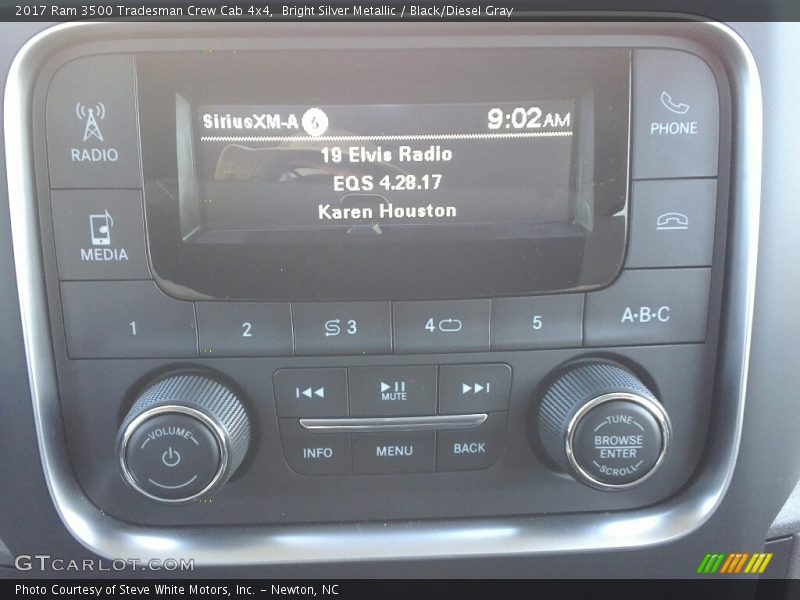 2017 Ram 3500 Tradesman Crew Cab 4x4, Bright Silver Metallic / Black/Diesel Gray
SiriusXM-A 6 9:02AM
19 Elvis Radio
EQS 4.28.17
Karen Houston
RADIO
MEDIA
PHONE
1 2 3 4 5 A·B·C
MUTE
INFO MENU BACK
VOLUME
TUNE
BROWSE
ENTER
SCROLL
GTCARLOT.COM
Photo Courtesy of Steve White Motors, Inc. – Newton, NC